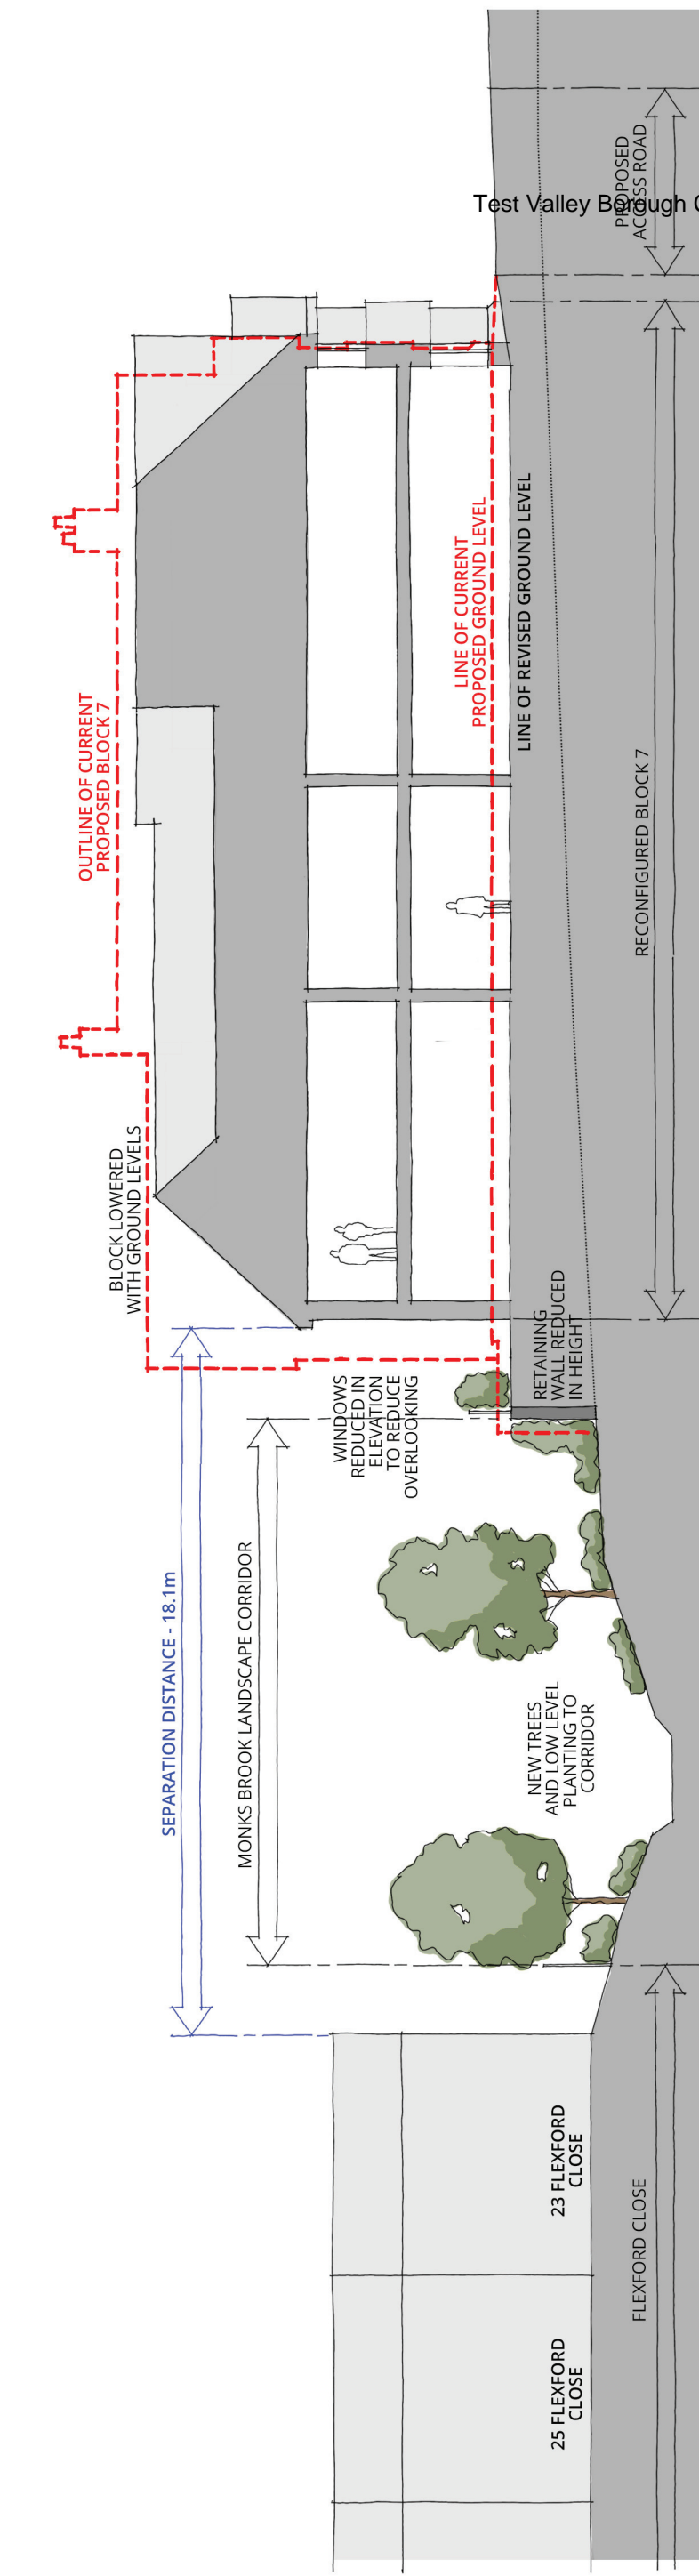 Test Valley Borough C
PROPOSED
ACCESS ROAD
OUTLINE OF CURRENT
PROPOSED BLOCK 7
LINE OF CURRENT
PROPOSED GROUND LEVEL
LINE OF REVISED GROUND LEVEL
RECONFIGURED BLOCK 7
BLOCK LOWERED
WITH GROUND LEVELS
RETAINING
WALL REDUCED
IN HEIGHT
WINDOWS
REDUCED IN
ELEVATION
TO REDUCE
OVERLOOKING
SEPARATION DISTANCE - 18.1m
MONKS BROOK LANDSCAPE CORRIDOR
NEW TREES
AND LOW LEVEL
PLANTING TO
CORRIDOR
23 FLEXFORD
CLOSE
FLEXFORD CLOSE
25 FLEXFORD
CLOSE